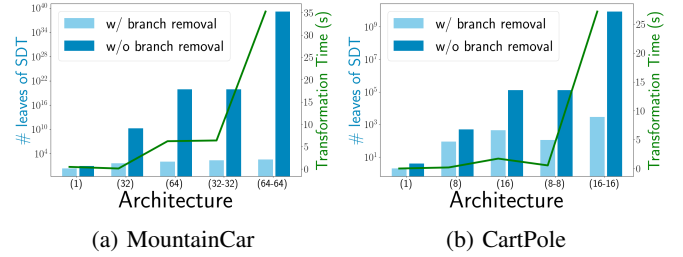 w/ branch removal
w/o branch removal
# leaves of SDT
10^40
10^34
10^28
10^22
10^16
10^10
10^4
Transformation Time (s)
35
30
25
20
15
10
5
0
(1) (32) (64) (32-32) (64-64)
Architecture
(a) MountainCar
w/ branch removal
w/o branch removal
# leaves of SDT
10^9
10^7
10^5
10^3
10^1
Transformation Time (s)
25
20
15
10
5
0
(1) (8) (16) (8-8) (16-16)
Architecture
(b) CartPole